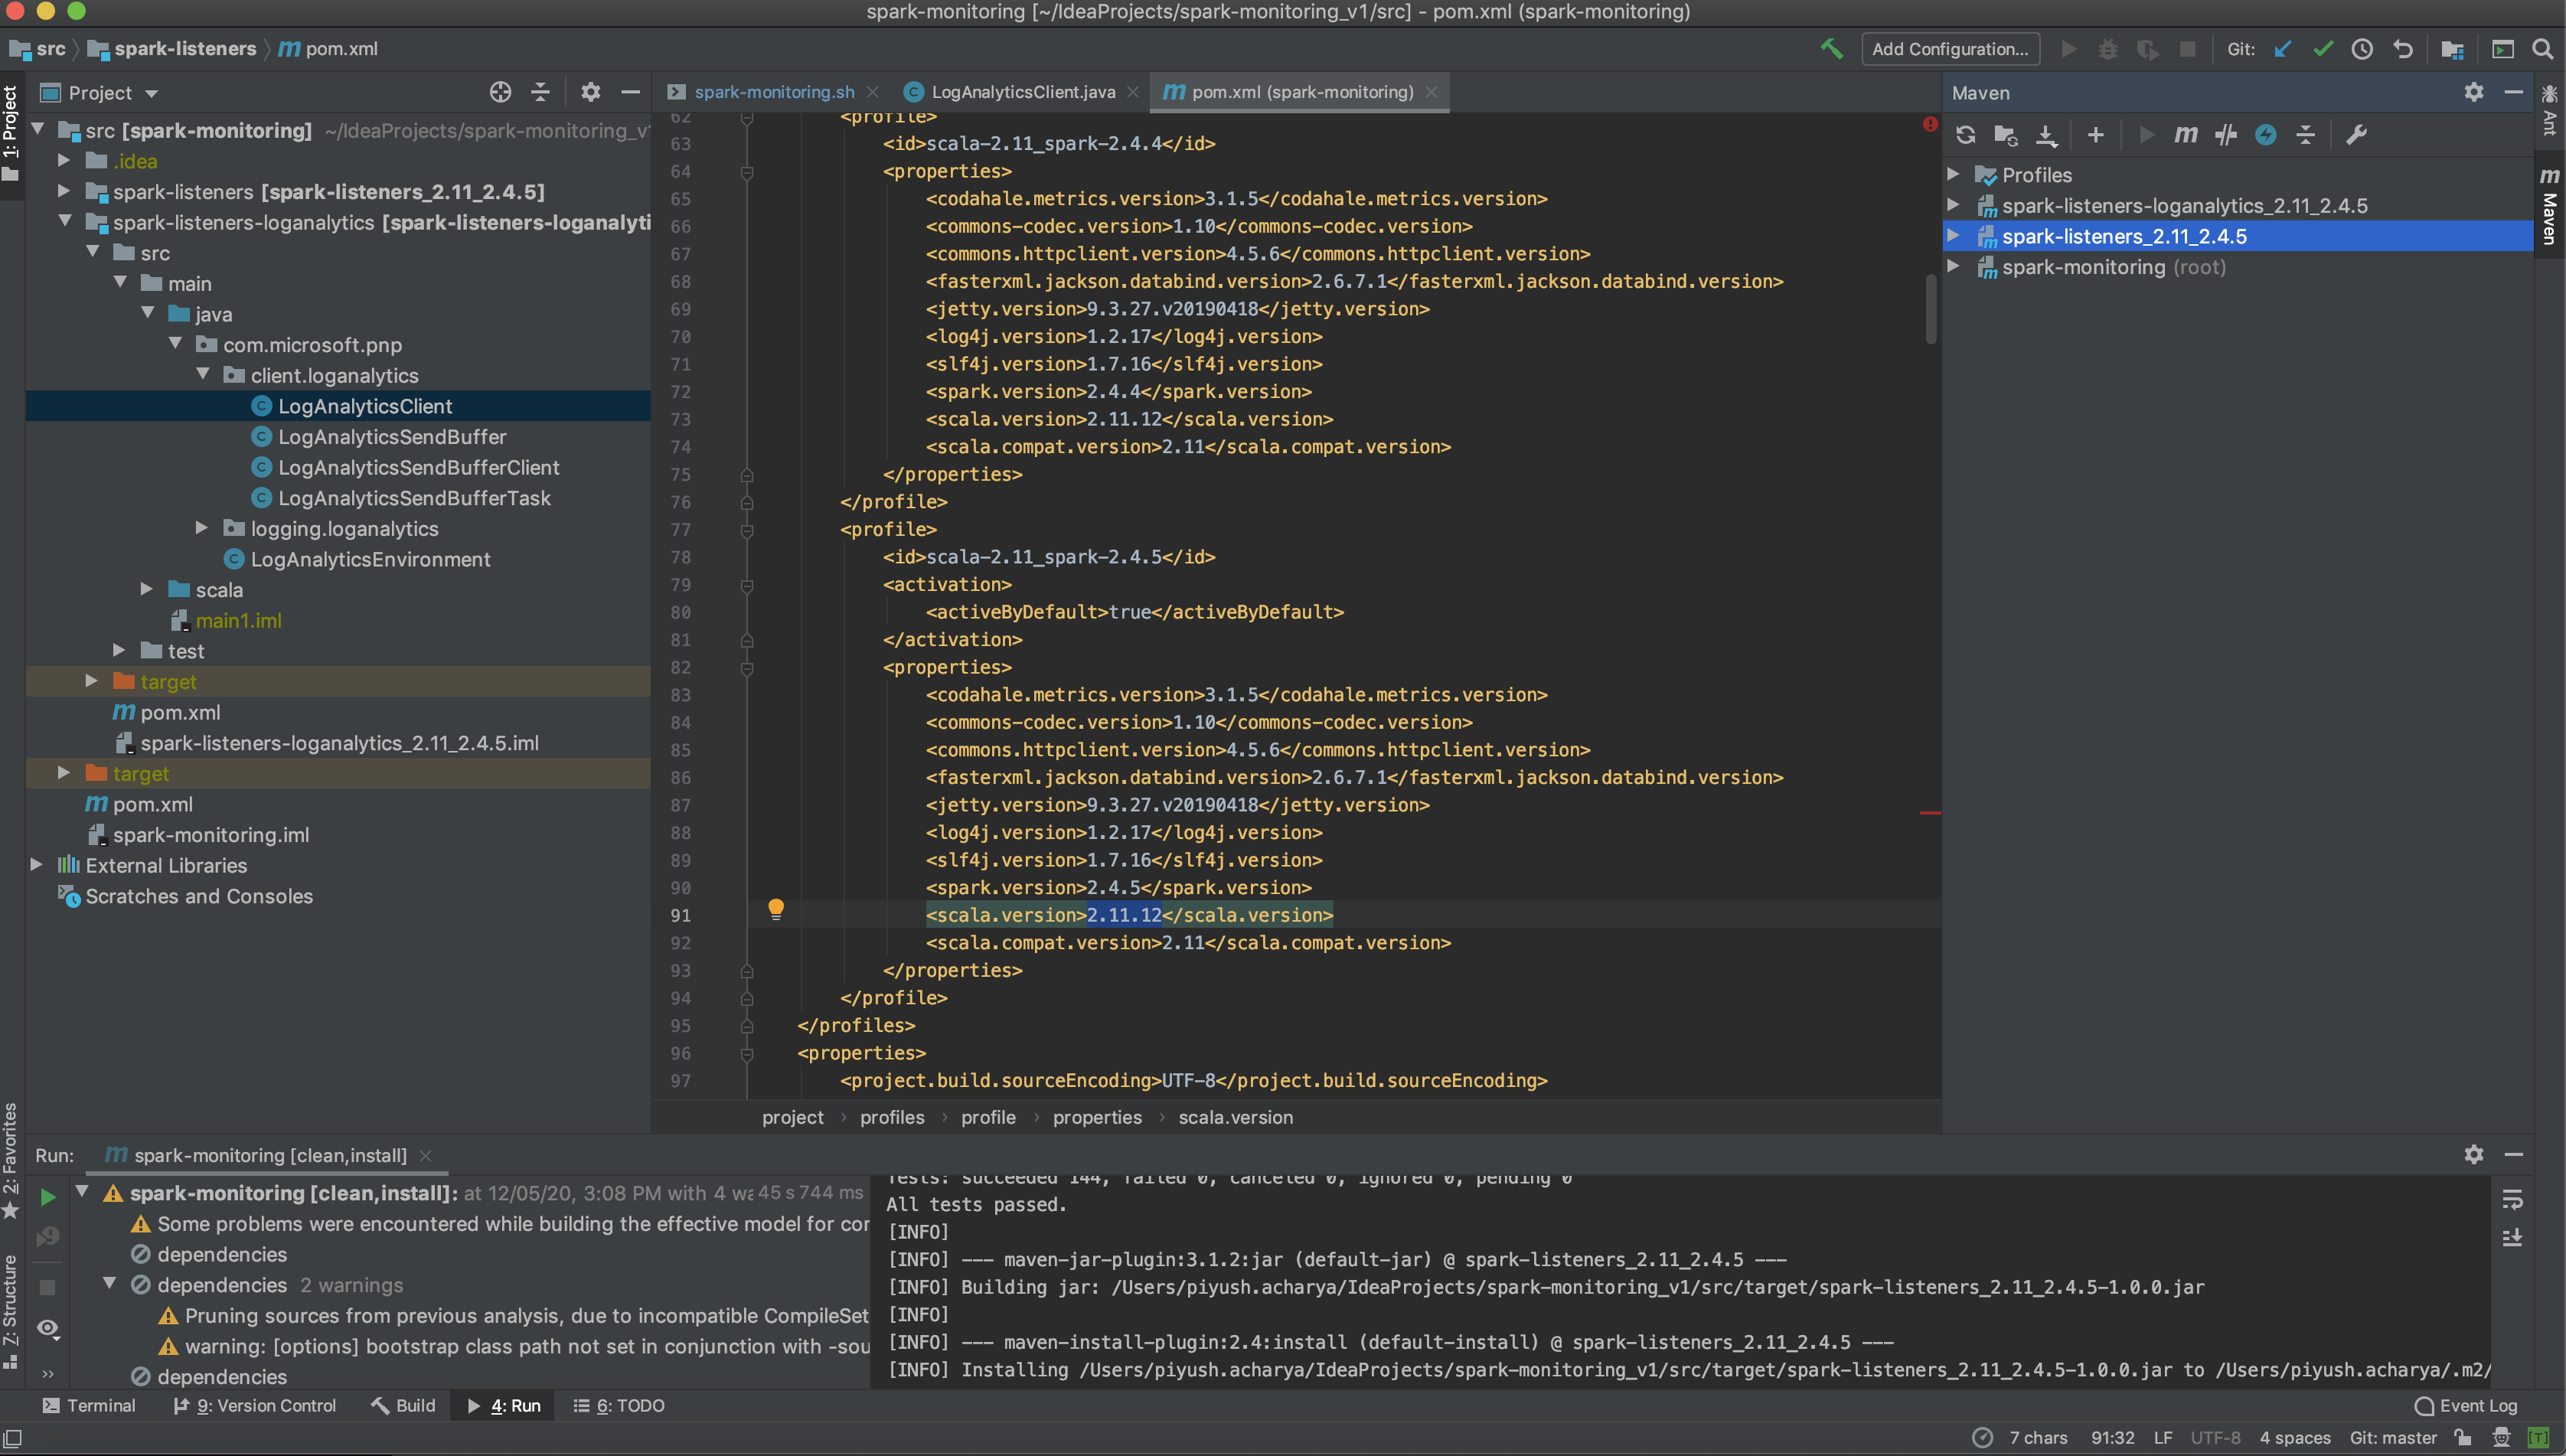 spark-monitoring [~/IdeaProjects/spark-monitoring_v1/src] - pom.xml (spark-monitoring)
src spark-listeners pom.xml
Add Configuration... Git:
1: Project
2: Favorites
Z: Structure
Project
src [spark-monitoring] ~/IdeaProjects/spark-monitoring_v1
.idea
spark-listeners [spark-listeners_2.11_2.4.5]
spark-listeners-loganalytics [spark-listeners-loganalyti
src
main
java
com.microsoft.pnp
client.loganalytics
LogAnalyticsClient
LogAnalyticsSendBuffer
LogAnalyticsSendBufferClient
LogAnalyticsSendBufferTask
logging.loganalytics
LogAnalyticsEnvironment
scala
main1.iml
test
target
pom.xml
spark-listeners-loganalytics_2.11_2.4.5.iml
target
pom.xml
spark-monitoring.iml
External Libraries
Scratches and Consoles
spark-monitoring.sh LogAnalyticsClient.java pom.xml (spark-monitoring)
62 <profile>
63 <id>scala-2.11_spark-2.4.4</id>
64 <properties>
65 <codahale.metrics.version>3.1.5</codahale.metrics.version>
66 <commons-codec.version>1.10</commons-codec.version>
67 <commons.httpclient.version>4.5.6</commons.httpclient.version>
68 <fasterxml.jackson.databind.version>2.6.7.1</fasterxml.jackson.databind.version>
69 <jetty.version>9.3.27.v20190418</jetty.version>
70 <log4j.version>1.2.17</log4j.version>
71 <slf4j.version>1.7.16</slf4j.version>
72 <spark.version>2.4.4</spark.version>
73 <scala.version>2.11.12</scala.version>
74 <scala.compat.version>2.11</scala.compat.version>
75 </properties>
76 </profile>
77 <profile>
78 <id>scala-2.11_spark-2.4.5</id>
79 <activation>
80 <activeByDefault>true</activeByDefault>
81 </activation>
82 <properties>
83 <codahale.metrics.version>3.1.5</codahale.metrics.version>
84 <commons-codec.version>1.10</commons-codec.version>
85 <commons.httpclient.version>4.5.6</commons.httpclient.version>
86 <fasterxml.jackson.databind.version>2.6.7.1</fasterxml.jackson.databind.version>
87 <jetty.version>9.3.27.v20190418</jetty.version>
88 <log4j.version>1.2.17</log4j.version>
89 <slf4j.version>1.7.16</slf4j.version>
90 <spark.version>2.4.5</spark.version>
91 <scala.version>2.11.12</scala.version>
92 <scala.compat.version>2.11</scala.compat.version>
93 </properties>
94 </profile>
95 </profiles>
96 <properties>
97 <project.build.sourceEncoding>UTF-8</project.build.sourceEncoding>
project › profiles › profile › properties › scala.version
Maven
Profiles
spark-listeners-loganalytics_2.11_2.4.5
spark-listeners_2.11_2.4.5
spark-monitoring (root)
Ant
Maven
Run: spark-monitoring [clean,install]
spark-monitoring [clean,install]: at 12/05/20, 3:08 PM with 4 wa 45 s 744 ms
Some problems were encountered while building the effective model for cor
dependencies
dependencies 2 warnings
Pruning sources from previous analysis, due to incompatible CompileSet
warning: [options] bootstrap class path not set in conjunction with -sou
dependencies
Tests: succeeded 144, failed 0, canceled 0, ignored 0, pending 0
All tests passed.
[INFO]
[INFO] --- maven-jar-plugin:3.1.2:jar (default-jar) @ spark-listeners_2.11_2.4.5 ---
[INFO] Building jar: /Users/piyush.acharya/IdeaProjects/spark-monitoring_v1/src/target/spark-listeners_2.11_2.4.5-1.0.0.jar
[INFO]
[INFO] --- maven-install-plugin:2.4:install (default-install) @ spark-listeners_2.11_2.4.5 ---
[INFO] Installing /Users/piyush.acharya/IdeaProjects/spark-monitoring_v1/src/target/spark-listeners_2.11_2.4.5-1.0.0.jar to /Users/piyush.acharya/.m2/
Terminal 9: Version Control Build 4: Run 6: TODO Event Log
7 chars 91:32 LF UTF-8 4 spaces Git: master [T]